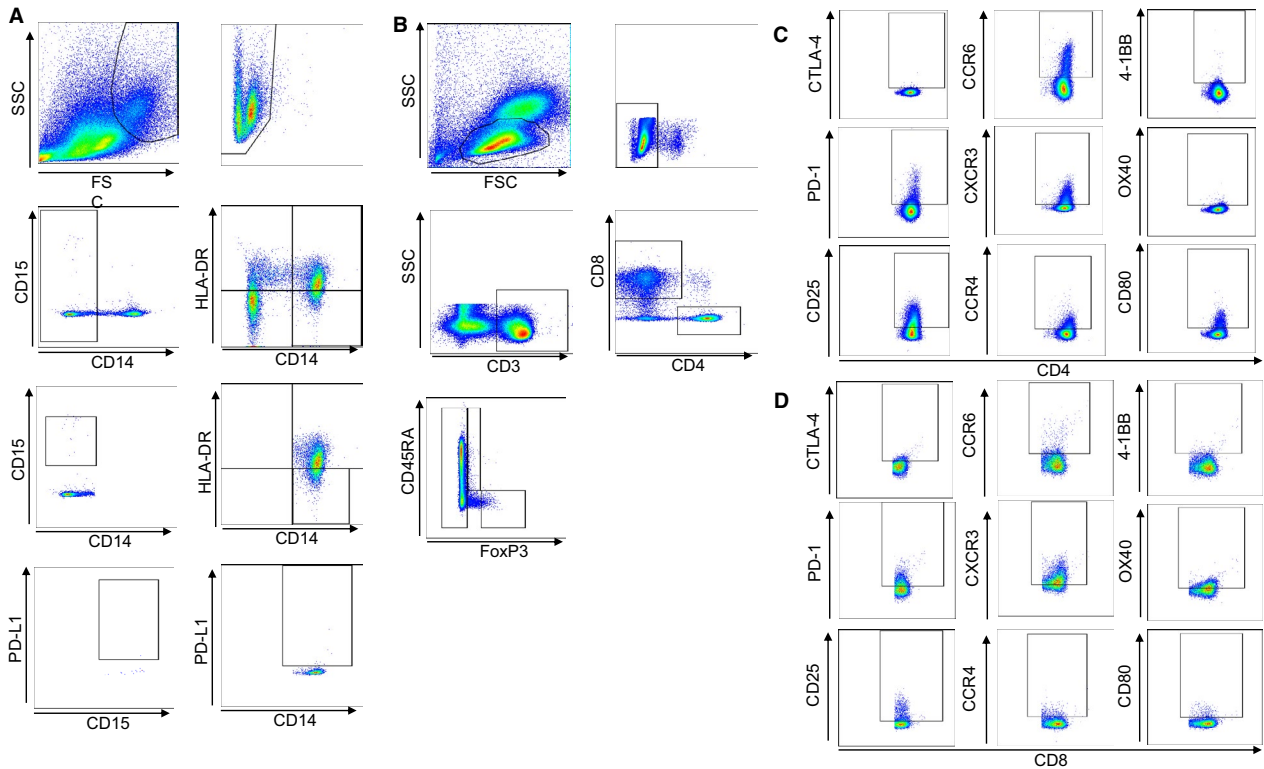 A
SSC
FS
C
CD15
CD14
HLA-DR
CD14
CD15
CD14
HLA-DR
CD14
PD-L1
CD15
PD-L1
CD14
B
SSC
FSC
SSC
CD3
CD8
CD4
CD45RA
FoxP3
C
CTLA-4
CCR6
4-1BB
PD-1
CXCR3
OX40
CD25
CCR4
CD80
CD4
D
CTLA-4
CCR6
4-1BB
PD-1
CXCR3
OX40
CD25
CCR4
CD80
CD8